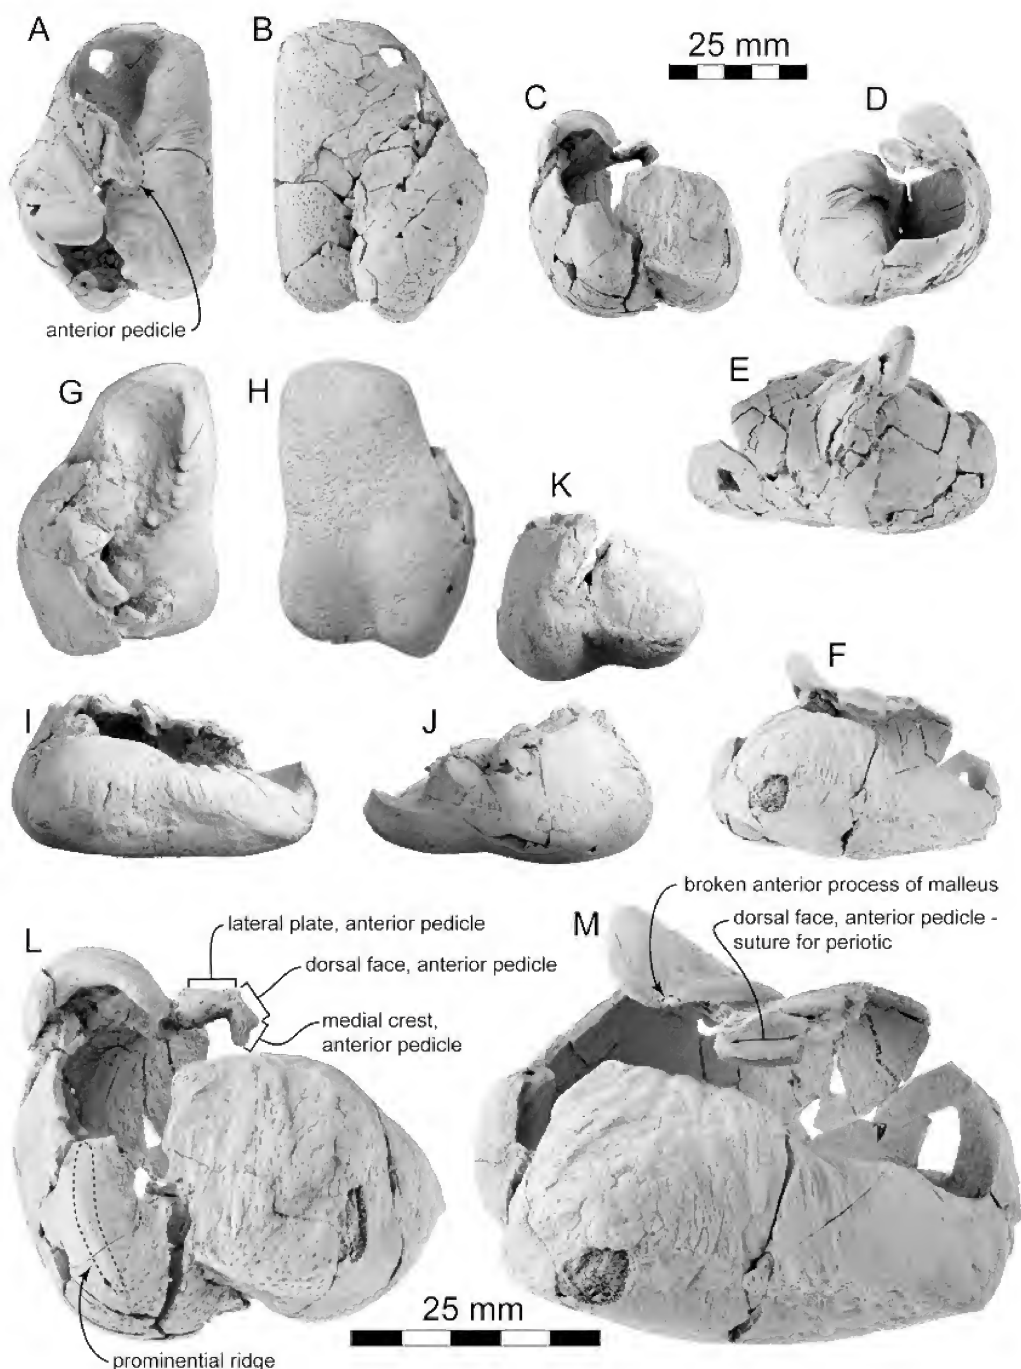 A
B
25 mm
C
D
anterior pedicle
E
G
H
K
F
I
J
broken anterior process of malleus
dorsal face, anterior pedicle -
suture for periotic
L
M
lateral plate, anterior pedicle
dorsal face, anterior pedicle
medial crest,
anterior pedicle
25 mm
prominential ridge